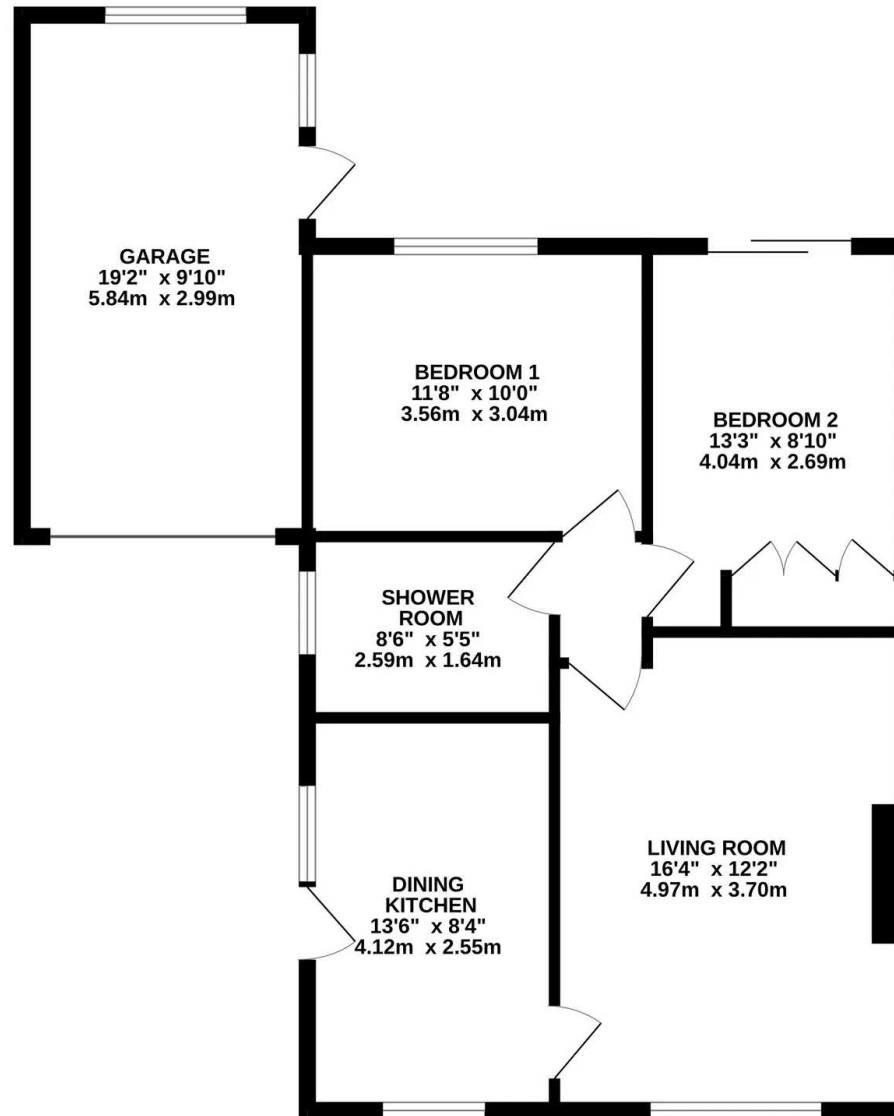 GARAGE
19'2" x 9'10"
5.84m x 2.99m
BEDROOM 1
11'8" x 10'0"
3.56m x 3.04m
BEDROOM 2
13'3" x 8'10"
4.04m x 2.69m
SHOWER
ROOM
8'6" x 5'5"
2.59m x 1.64m
LIVING ROOM
16'4" x 12'2"
4.97m x 3.70m
DINING
KITCHEN
13'6" x 8'4"
4.12m x 2.55m